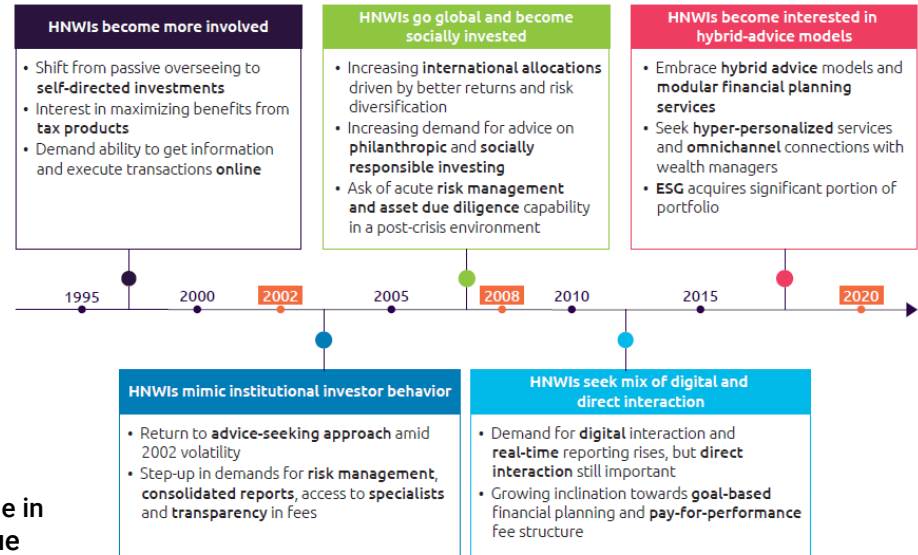 HNWIs become more involved
• Shift from passive overseeing to
self-directed investments
• Interest in maximizing benefits from
tax products
• Demand ability to get information
and execute transactions online
HNWIs go global and become
socially invested
• Increasing international allocations
driven by better returns and risk
diversification
• Increasing demand for advice on
philanthropic and socially
responsible investing
• Ask of acute risk management
and asset due diligence capability
in a post-crisis environment
HNWIs become interested in
hybrid-advice models
• Embrace hybrid advice models and
modular financial planning
services
• Seek hyper-personalized services
and omnichannel connections with
wealth managers
• ESG acquires significant portion of
portfolio
1995 2000 2002 2005 2008 2010 2015 2020
HNWIs mimic institutional investor behavior
• Return to advice-seeking approach amid
2002 volatility
• Step-up in demands for risk management,
consolidated reports, access to specialists
and transparency in fees
HNWIs seek mix of digital and
direct interaction
• Demand for digital interaction and
real-time reporting rises, but direct
interaction still important
• Growing inclination towards goal-based
financial planning and pay-for-performance
fee structure
e in